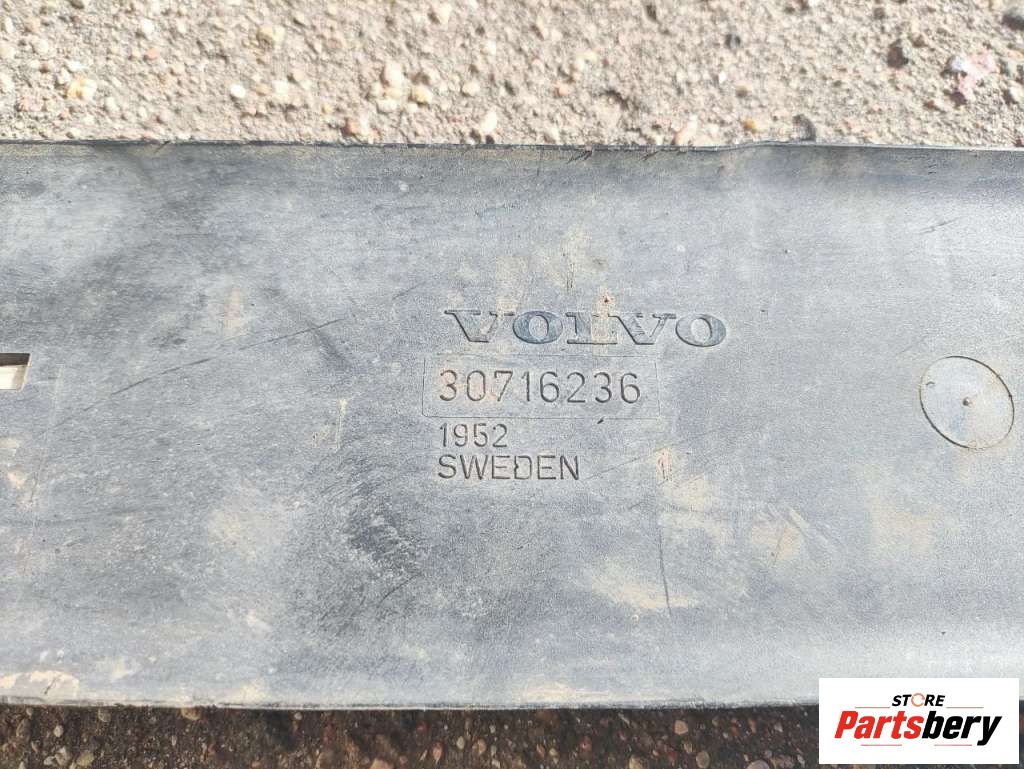 VOLVO
30716236
1952
SWEDEN
STORE
Partsbery